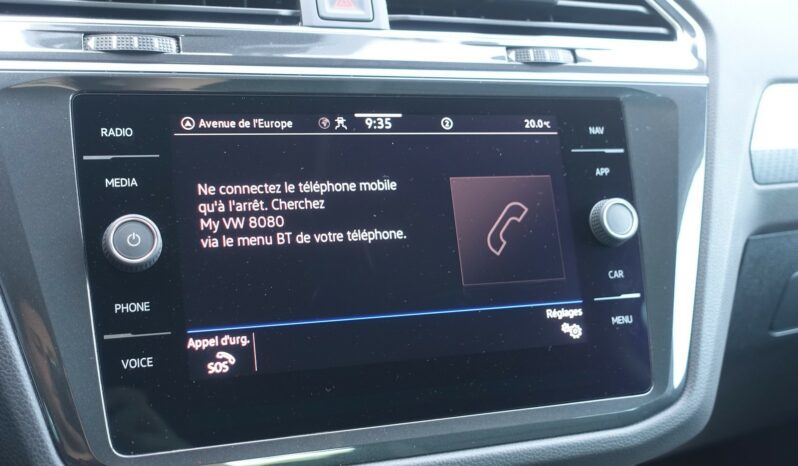 RADIO
MEDIA
PHONE
VOICE
Avenue de l'Europe 9:35 2 20.0°C
Ne connectez le téléphone mobile
qu'à l'arrêt. Cherchez
My VW 8080
via le menu BT de votre téléphone.
Appel d'urg.
SOS
Réglages
NAV
APP
CAR
MENU